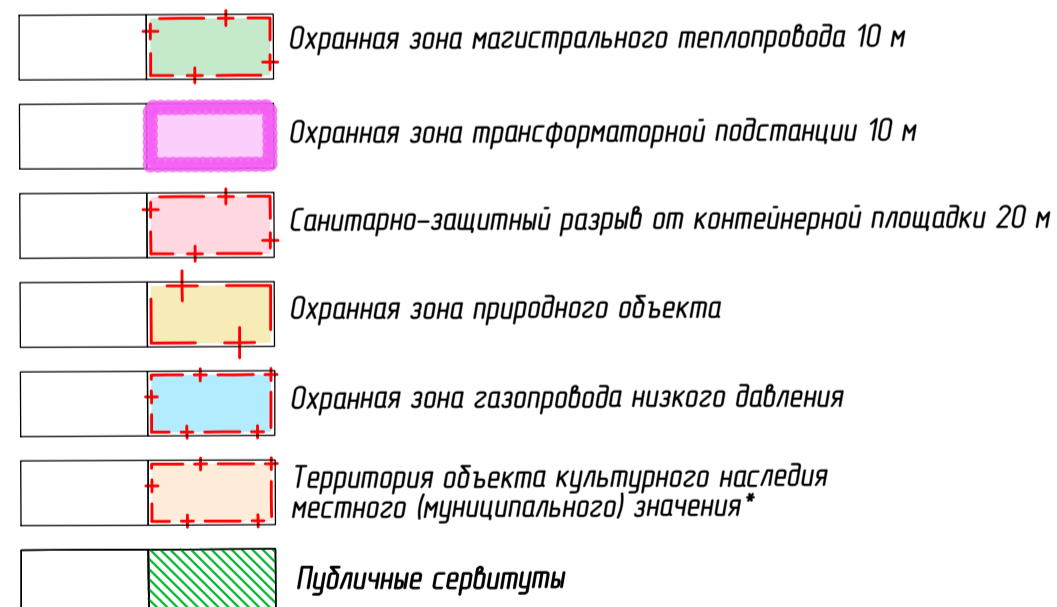 Охранная зона магистрального теплопровода 10 м
Охранная зона трансформаторной подстанции 10 м
Санитарно-защитный разрыв от контейнерной площадки 20 м
Охранная зона природного объекта
Охранная зона газопровода низкого давления
Территория объекта культурного наследия
местного (муниципального) значения*
Публичные сервитуты